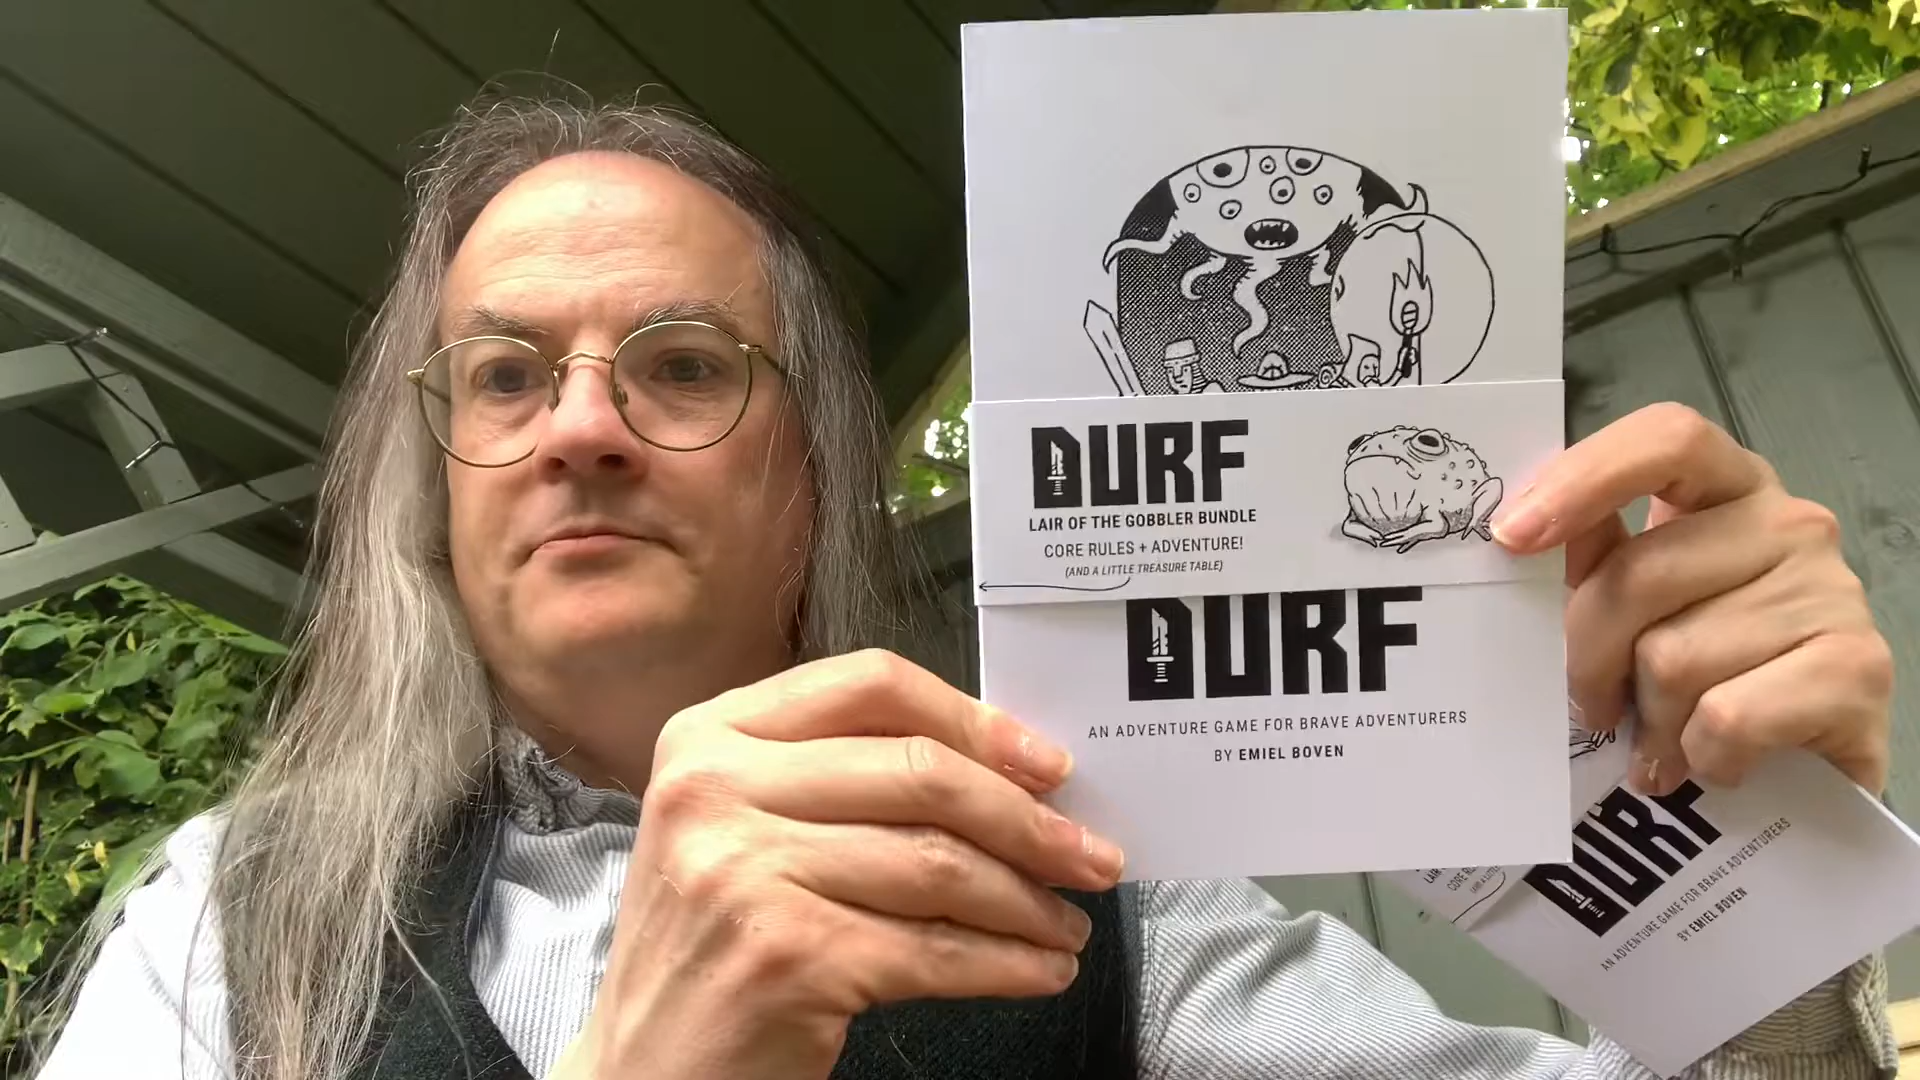 DURF
LAIR OF THE GOBBLER BUNDLE
CORE RULES + ADVENTURE!
(AND A LITTLE TREASURE TABLE)
DURF
AN ADVENTURE GAME FOR BRAVE ADVENTURERS
BY EMIEL BOVEN
DURF
AN ADVENTURE GAME FOR BRAVE ADVENTURERS
BY EMIEL BOVEN